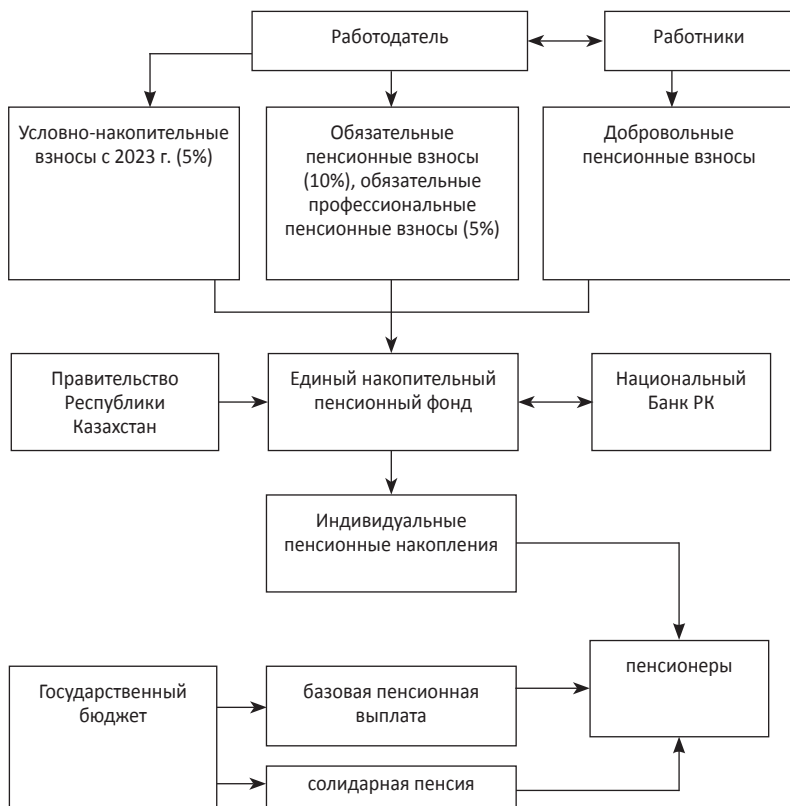 Работодатель
Работники
Условно-накопительные
взносы с 2023 г. (5%)
Обязательные
пенсионные взносы
(10%), обязательные
профессиональные
пенсионные взносы (5%)
Добровольные
пенсионные взносы
Правительство
Республики
Казахстан
Единый накопительный
пенсионный фонд
Национальный
Банк РК
Индивидуальные
пенсионные накопления
пенсионеры
Государственный
бюджет
базовая пенсионная
выплата
солидарная пенсия